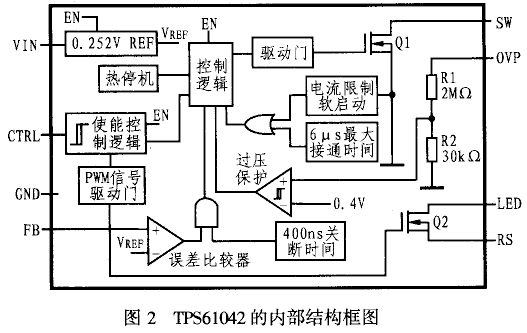 EN
EN
SW
VIN
0.252V REF
VREF
控制
逻辑
驱动门
Q1
OVP
热停机
电流限制
软启动
R1
2MΩ
CTRL
使能控
制逻辑
EN
6μs最大
接通时间
过压
保护
R2
30kΩ
PWM信号
驱动门
GND
+
−
0.4V
LED
FB
+
VREF
−
误差比较器
400ns关
断时间
Q2
RS
图 2 TPS61042 的内部结构框图